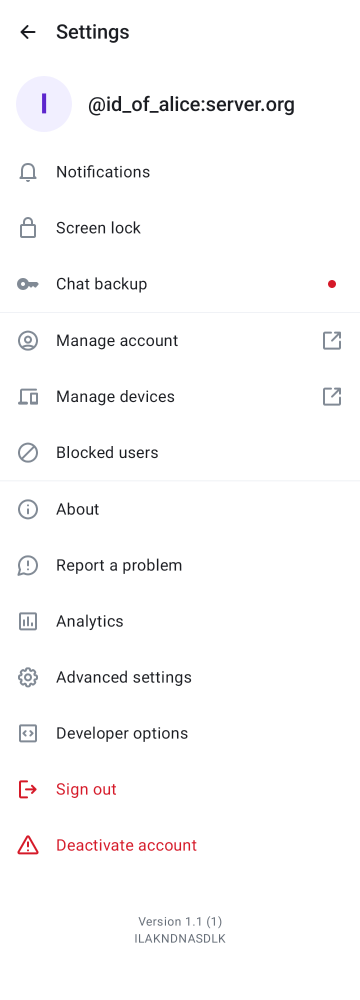 Settings
I
@id_of_alice:server.org
Notifications
Screen lock
Chat backup
Manage account
Manage devices
Blocked users
About
Report a problem
Analytics
Advanced settings
Developer options
Sign out
Deactivate account
Version 1.1 (1)
ILAKNDNASDLK